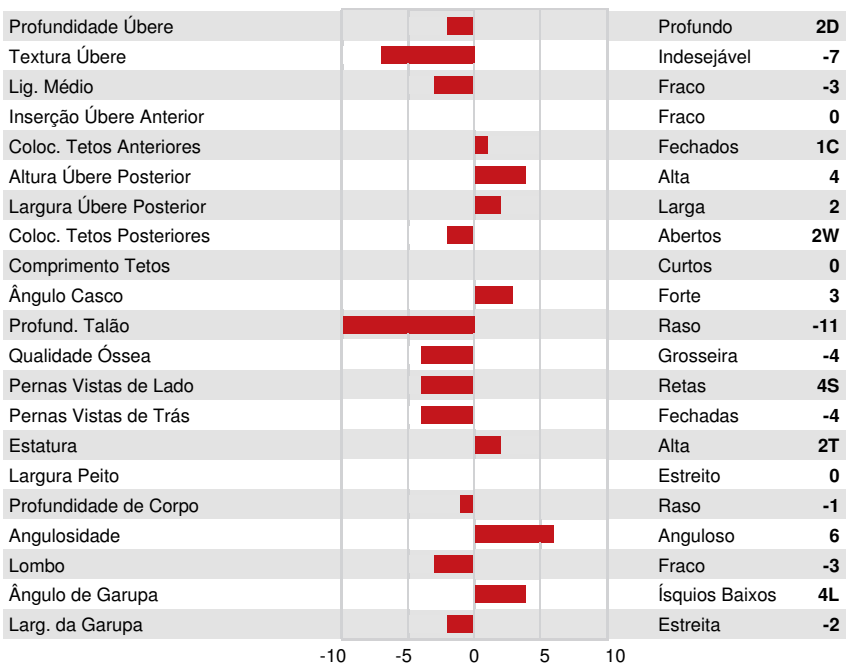 Profundidade Úbere Profundo 2D
Textura Úbere Indesejável -7
Lig. Médio Fraco -3
Inserção Úbere Anterior Fraco 0
Coloc. Tetos Anteriores Fechados 1C
Altura Úbere Posterior Alta 4
Largura Úbere Posterior Larga 2
Coloc. Tetos Posteriores Abertos 2W
Comprimento Tetos Curtos 0
Ângulo Casco Forte 3
Profund. Talão Raso -11
Qualidade Óssea Grosseira -4
Pernas Vistas de Lado Retas 4S
Pernas Vistas de Trás Fechadas -4
Estatura Alta 2T
Largura Peito Estreito 0
Profundidade de Corpo Raso -1
Angulosidade Anguloso 6
Lombo Fraco -3
Ângulo de Garupa Ísquios Baixos 4L
Larg. da Garupa Estreita -2
-10 -5 0 5 10